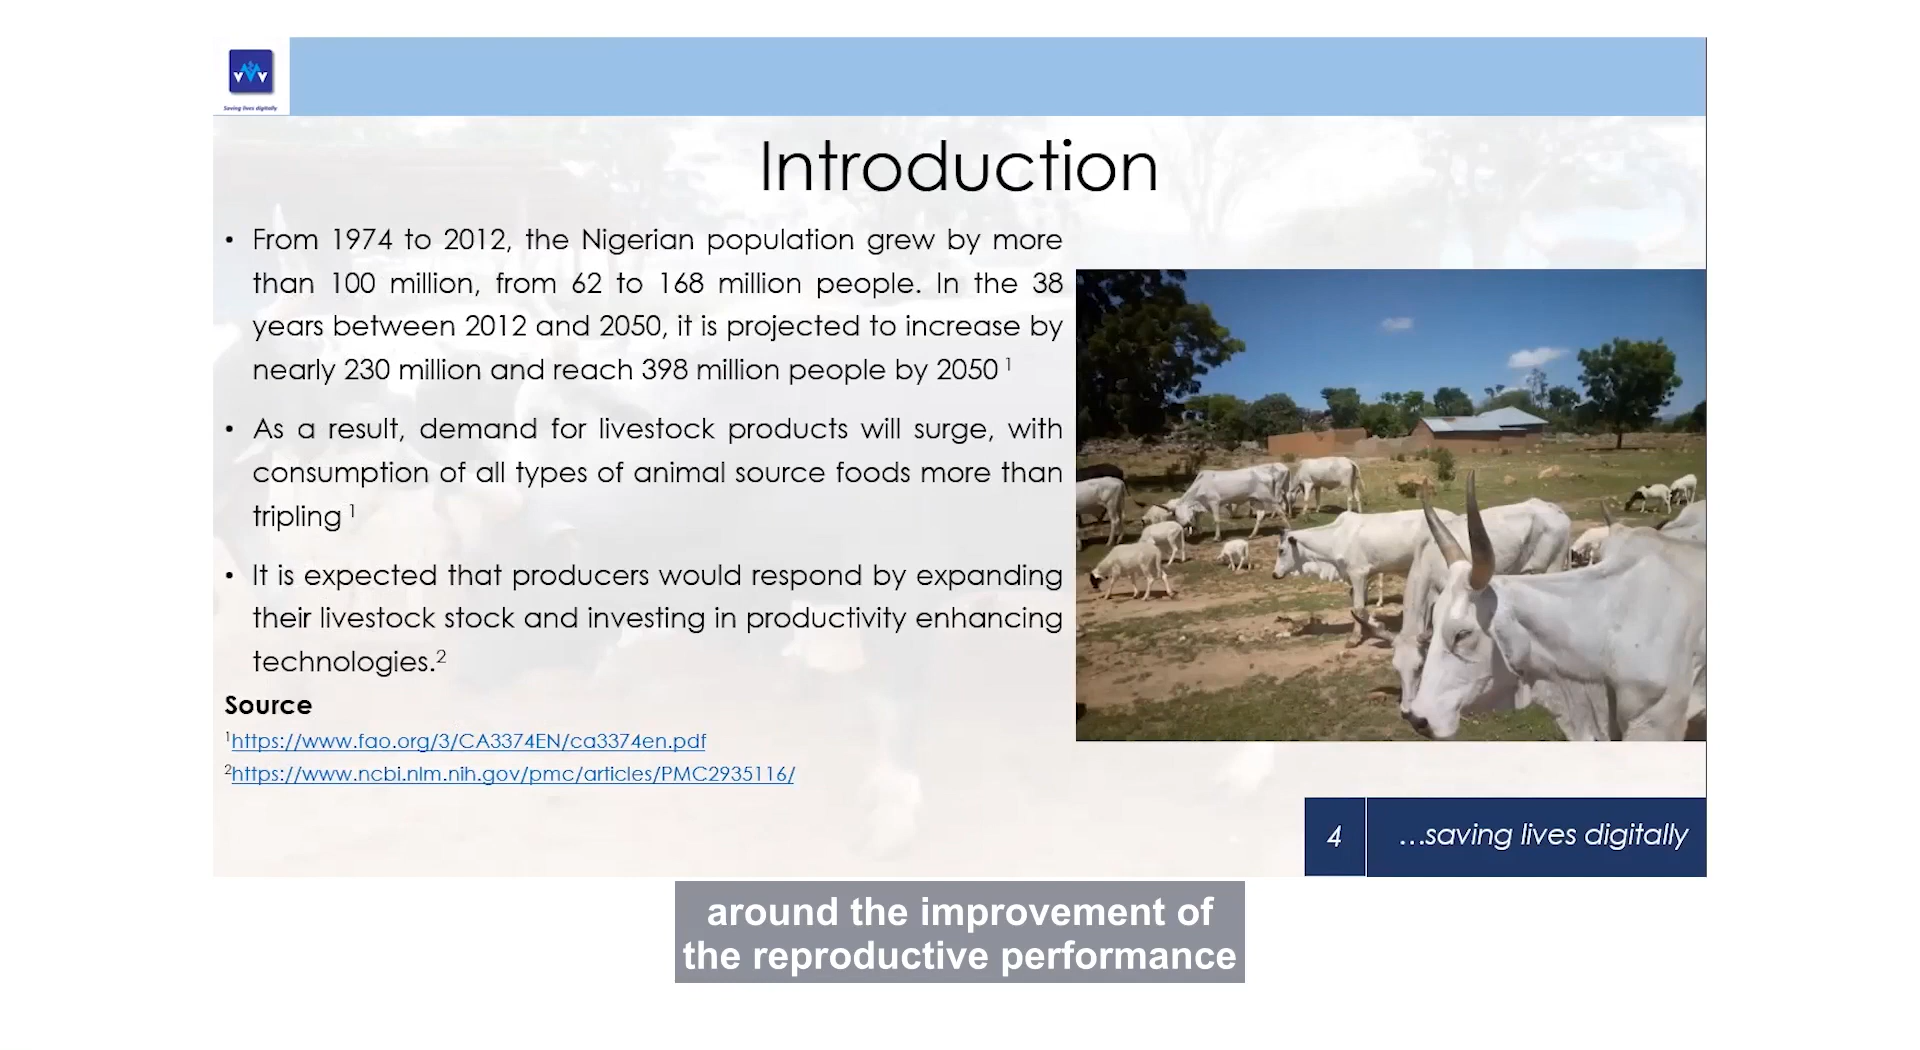 VMV
Saving lives digitally
Introduction
• From 1974 to 2012, the Nigerian population grew by more
than 100 million, from 62 to 168 million people. In the 38
years between 2012 and 2050, it is projected to increase by
nearly 230 million and reach 398 million people by 2050 ¹
• As a result, demand for livestock products will surge, with
consumption of all types of animal source foods more than
tripling ¹
• It is expected that producers would respond by expanding
their livestock stock and investing in productivity enhancing
technologies.²
Source
¹https://www.fao.org/3/CA3374EN/ca3374en.pdf
²https://www.ncbi.nlm.nih.gov/pmc/articles/PMC2935116/
4 ...saving lives digitally
around the improvement of
the reproductive performance